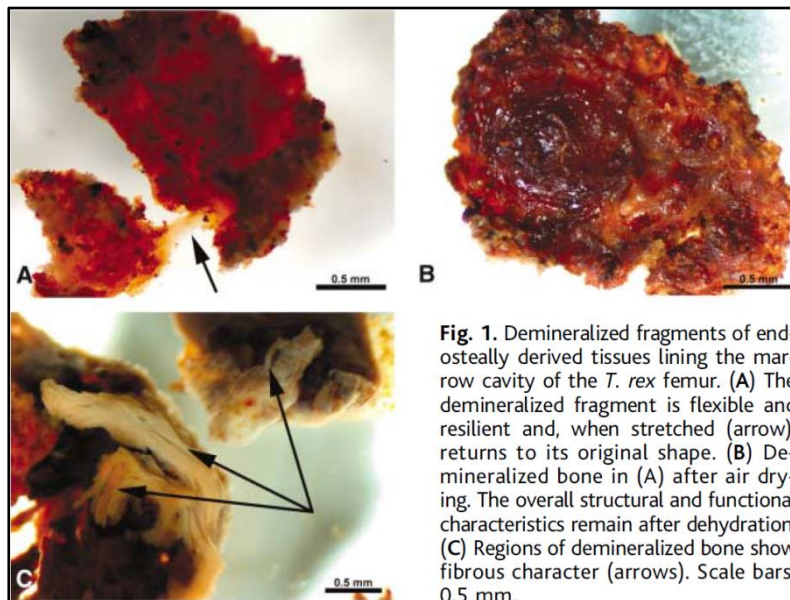 A
0.5 mm
B
0.5 mm
C
0.5 mm
Fig. 1. Demineralized fragments of end-
osteally derived tissues lining the mar-
row cavity of the T. rex femur. (A) The
demineralized fragment is flexible and
resilient and, when stretched (arrow)
returns to its original shape. (B) De-
mineralized bone in (A) after air dry-
ing. The overall structural and functiona
characteristics remain after dehydration
(C) Regions of demineralized bone show
fibrous character (arrows). Scale bars
0.5 mm.